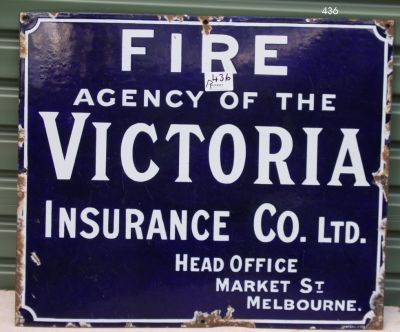 436
FIRE
436
AGENCY OF THE
VICTORIA
INSURANCE CO. LTD.
HEAD OFFICE
MARKET ST
MELBOURNE.